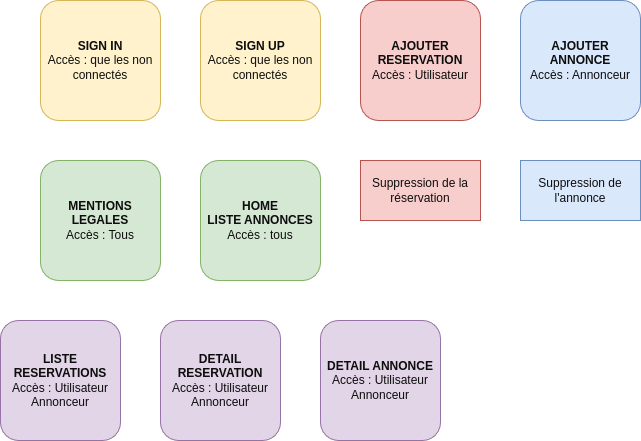 SIGN IN
Accès : que les non
connectés
SIGN UP
Accès : que les non
connectés
AJOUTER
RESERVATION
Accès : Utilisateur
AJOUTER
ANNONCE
Accès : Annonceur
MENTIONS
LEGALES
Accès : Tous
HOME
LISTE ANNONCES
Accès : tous
Suppression de la
réservation
Suppression de
l'annonce
LISTE
RESERVATIONS
Accès : Utilisateur
Annonceur
DETAIL
RESERVATION
Accès : Utilisateur
Annonceur
DETAIL ANNONCE
Accès : Utilisateur
Annonceur